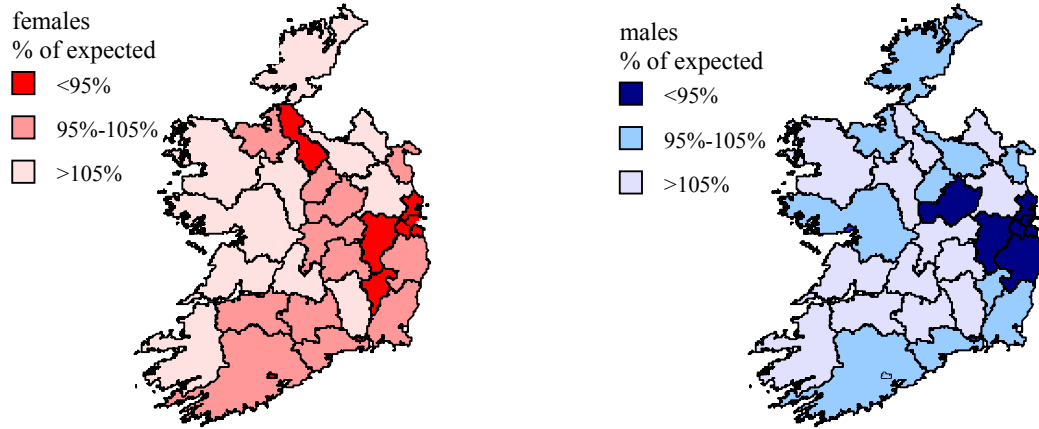 females
% of expected
<95%
95%-105%
>105%
males
% of expected
<95%
95%-105%
>105%